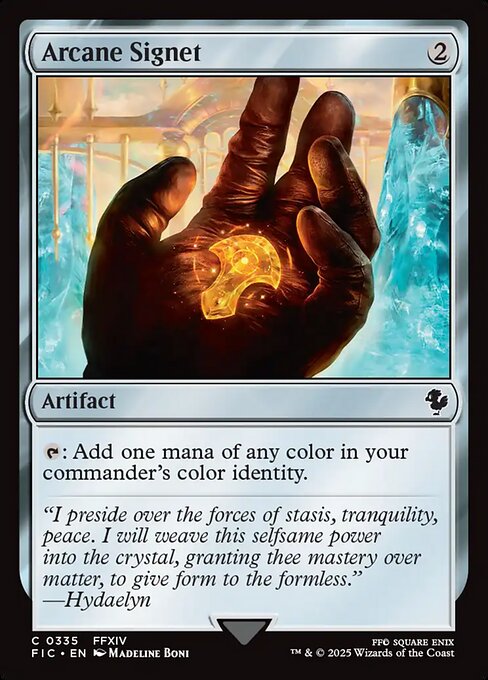 Arcane Signet 2
Artifact
: Add one mana of any color in your
commander's color identity.
“I preside over the forces of stasis, tranquility,
peace. I will weave this selfsame power
into the crystal, granting thee mastery over
matter, to give form to the formless.”
—Hydaelyn
C 0335 FFXIV
FIC • EN Madeline Boni
FF© SQUARE ENIX
™ & © 2025 Wizards of the Coast